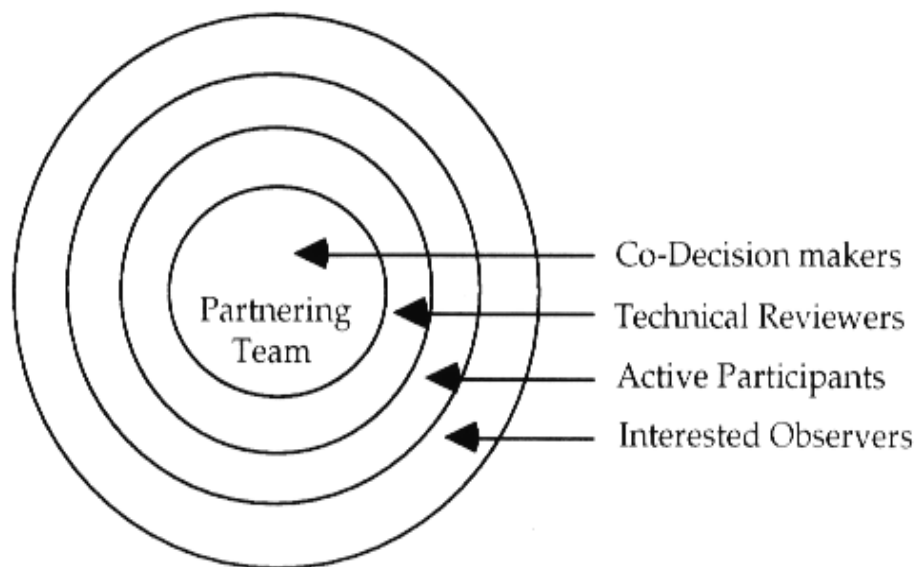 Partnering
Team
Co-Decision makers
Technical Reviewers
Active Participants
Interested Observers